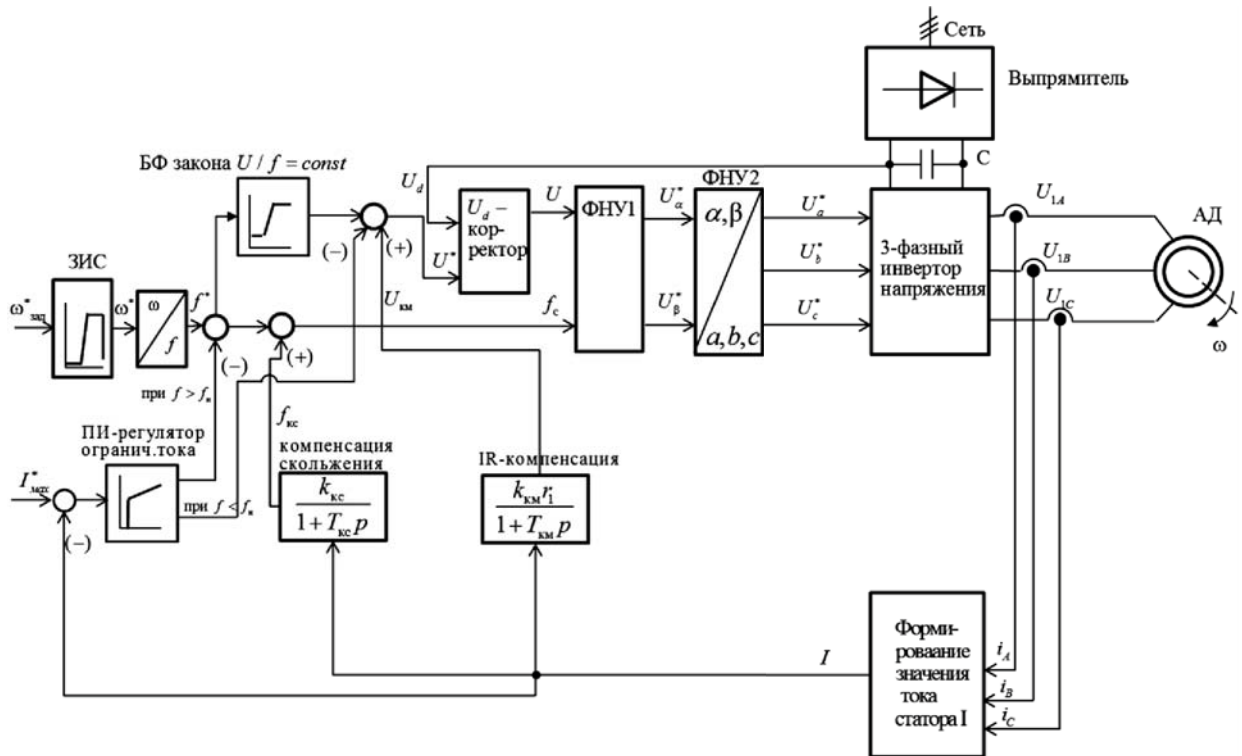 Сеть
Выпрямитель
C
БФ закона U / f = const
U_d
U_d –
кор-
ректор
U*
U
ФНУ1
U*_α
U*_β
ФНУ2
α,β
a,b,c
U*_a
U*_b
U*_c
3-фазный
инвертор
напряжения
U_1A
U_1B
U_1C
АД
ω
ЗИС
ω*_зад
ω*
ω
f
f*
(–)
(+)
U_км
f_c
(+)
(–)
при f > f_н
f_кс
ПИ-регулятор
огранич.тока
I*_мах
(–)
при f < f_н
компенсация
скольжения
k_кс
1 + T_кс p
IR-компенсация
k_км r_1
1 + T_км p
I
Форми-
роваание
значения
тока
статора I
i_A
i_B
i_C